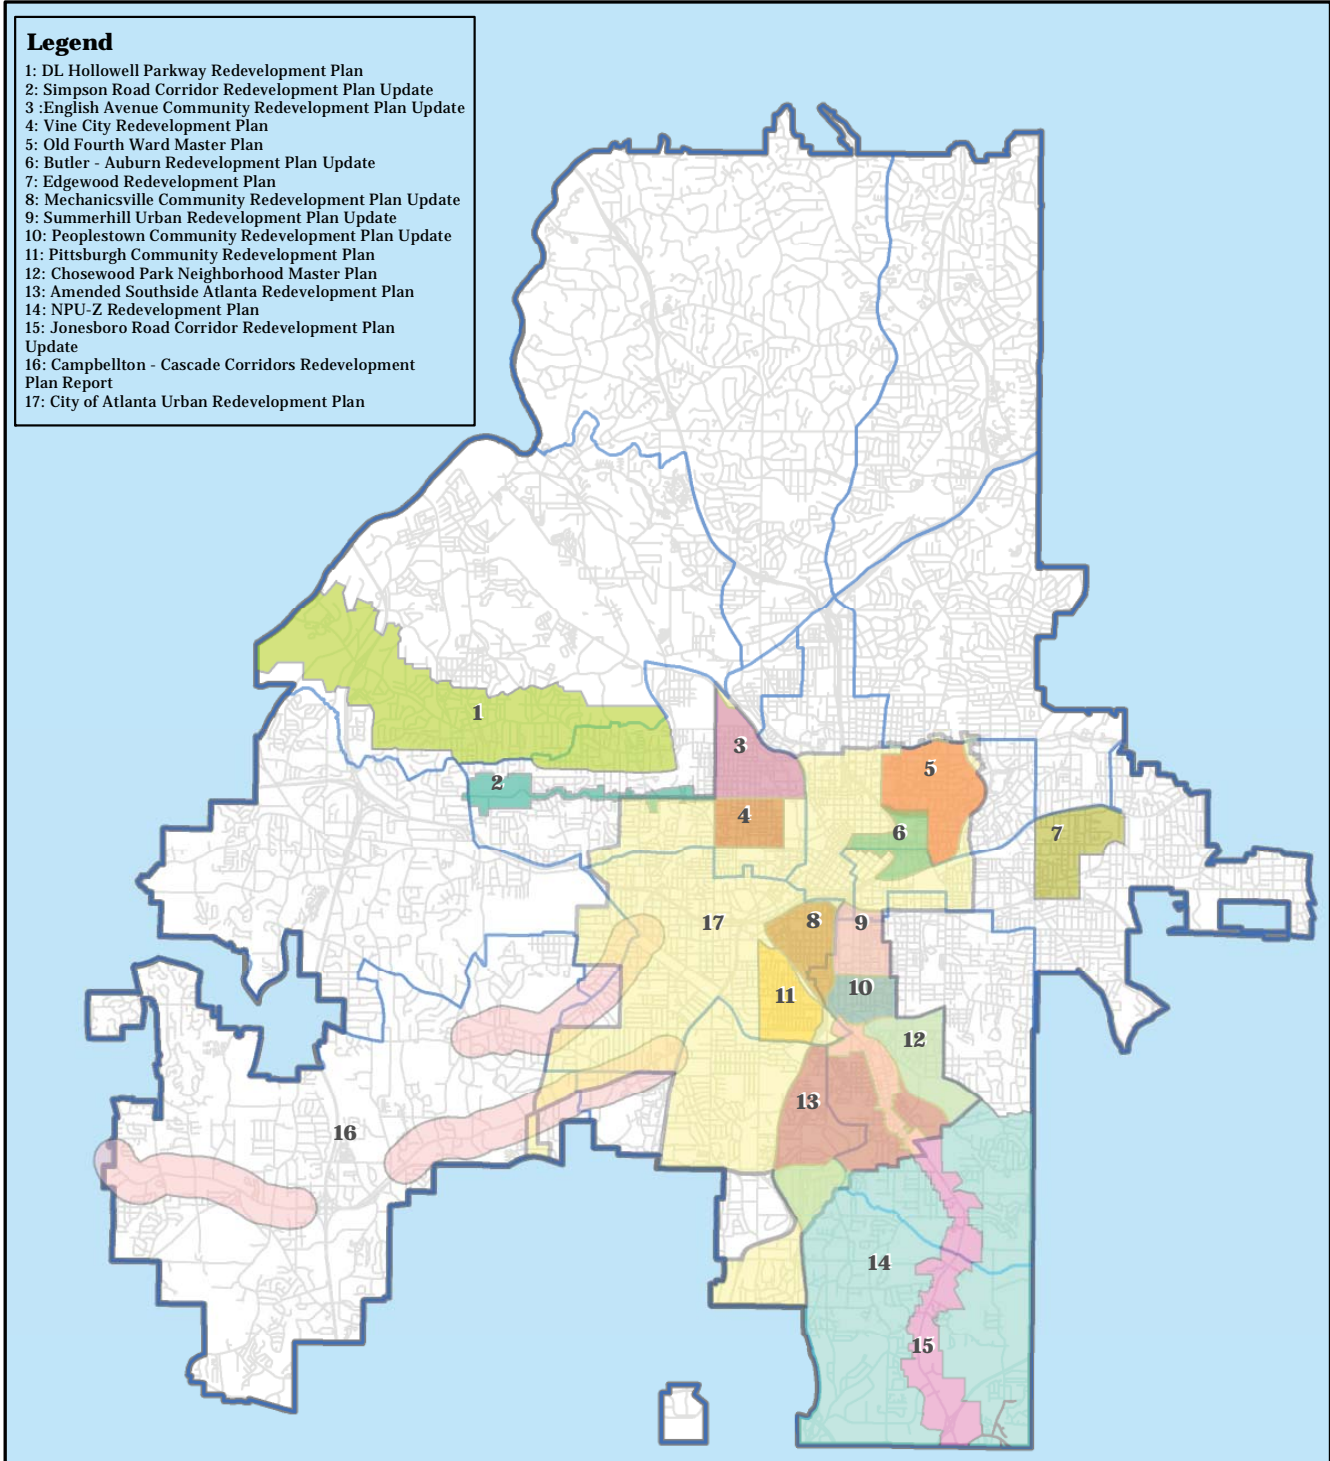 Legend
1: DL Hollowell Parkway Redevelopment Plan
2: Simpson Road Corridor Redevelopment Plan Update
3 :English Avenue Community Redevelopment Plan Update
4: Vine City Redevelopment Plan
5: Old Fourth Ward Master Plan
6: Butler - Auburn Redevelopment Plan Update
7: Edgewood Redevelopment Plan
8: Mechanicsville Community Redevelopment Plan Update
9: Summerhill Urban Redevelopment Plan Update
10: Peoplestown Community Redevelopment Plan Update
11: Pittsburgh Community Redevelopment Plan
12: Chosewood Park Neighborhood Master Plan
13: Amended Southside Atlanta Redevelopment Plan
14: NPU-Z Redevelopment Plan
15: Jonesboro Road Corridor Redevelopment Plan
Update
16: Campbellton - Cascade Corridors Redevelopment
Plan Report
17: City of Atlanta Urban Redevelopment Plan
1
3
5
2
4
6
7
17
8
9
11
10
12
13
16
14
15